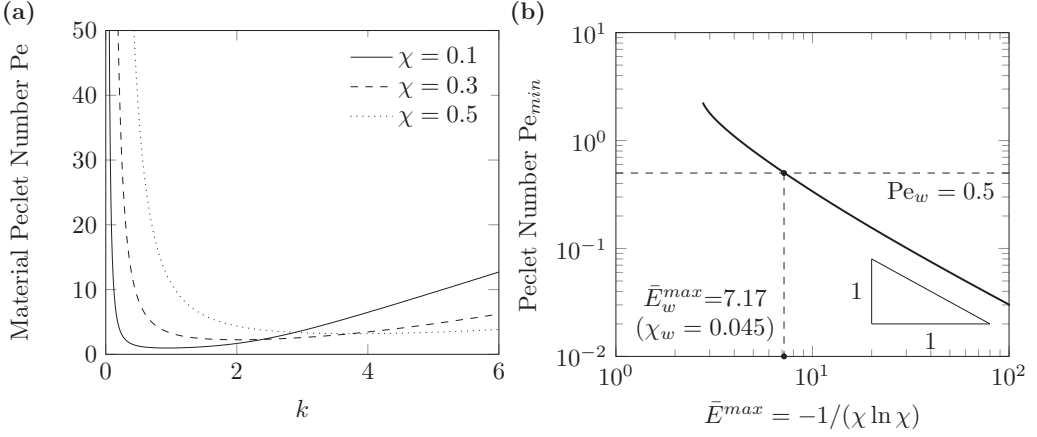 (a)
Material Peclet Number Pe
50
40
30
20
10
0
0
2
4
6
k
χ = 0.1
χ = 0.3
χ = 0.5
(b)
Peclet Number Pe_{min}
10^1
10^0
10^{-1}
10^{-2}
10^0
10^1
10^2
Pe_w = 0.5
Ē_w^{max}=7.17
(χ_w = 0.045)
1
1
Ē^{max} = −1/(χ ln χ)